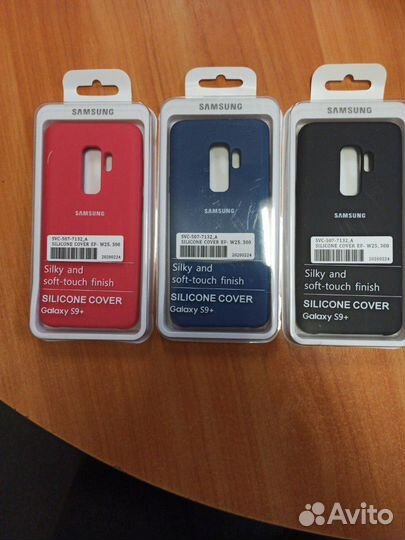 SAMSUNG
SAMSUNG
SVC-507-7132_A
SILICONE COVER EF- W25.300
20200224
Silky and
soft-touch finish
SILICONE COVER
Galaxy S9+
SAMSUNG
SAMSUNG
SVC-507-7132_A
SILICONE COVER EF- W25.300
20200224
Silky and
soft-touch finish
SILICONE COVER
Galaxy S9+
SAMSUNG
SAMSUNG
SVC-507-7132_A
SILICONE COVER EF- W25.300
20200224
Silky and
soft-touch finish
SILICONE COVER
Galaxy S9+
Avito